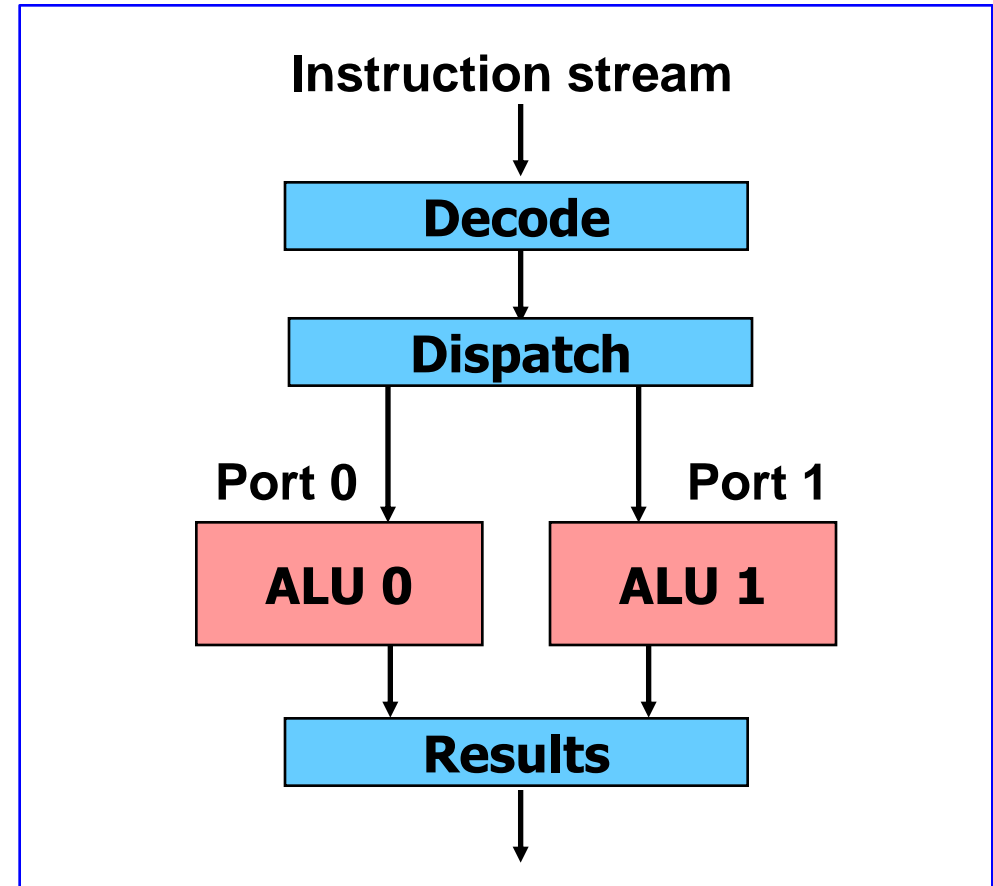 Instruction stream
Decode
Dispatch
Port 0 Port 1
ALU 0 ALU 1
Results